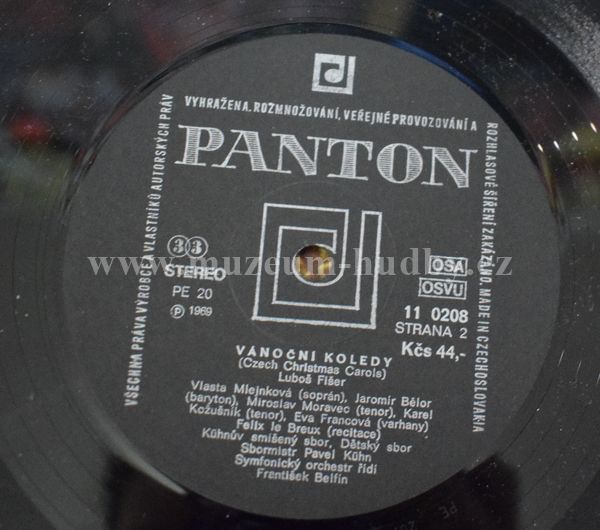 VYHRAŽENA. ROZMNOŽOVÁNÍ, VEŘEJNÉ PROVOZOVÁNÍ A
PANTON
VŠECHNA PRÁVA VÝROBCE A VLASTNÍKŮ AUTORSKÝCH PRÁV
ROZHLASOVÉ ŠÍŘENÍ ZAKÁZÁNO. MADE IN CZECHOSLOVAKIA
www.muzeum-hudby.cz
33
STEREO
PE 20
Ⓟ 1969
OSA
OSVU
11 0208
STRANA 2
Kčs 44,-
VÁNOČNÍ KOLEDY
(Czech Christmas Carols)
Luboš Fišer
Vlasta Mlejnková (soprán), Jaromír Bělor
(baryton), Miroslav Moravec (tenor), Karel
Kožušník (tenor), Eva Francová (varhany)
Felix le Breux (recitace)
Kühnův smíšený sbor, Dětský sbor
Sbormistr Pavel Kühn
Symfonický orchestr řídí
František Belfín